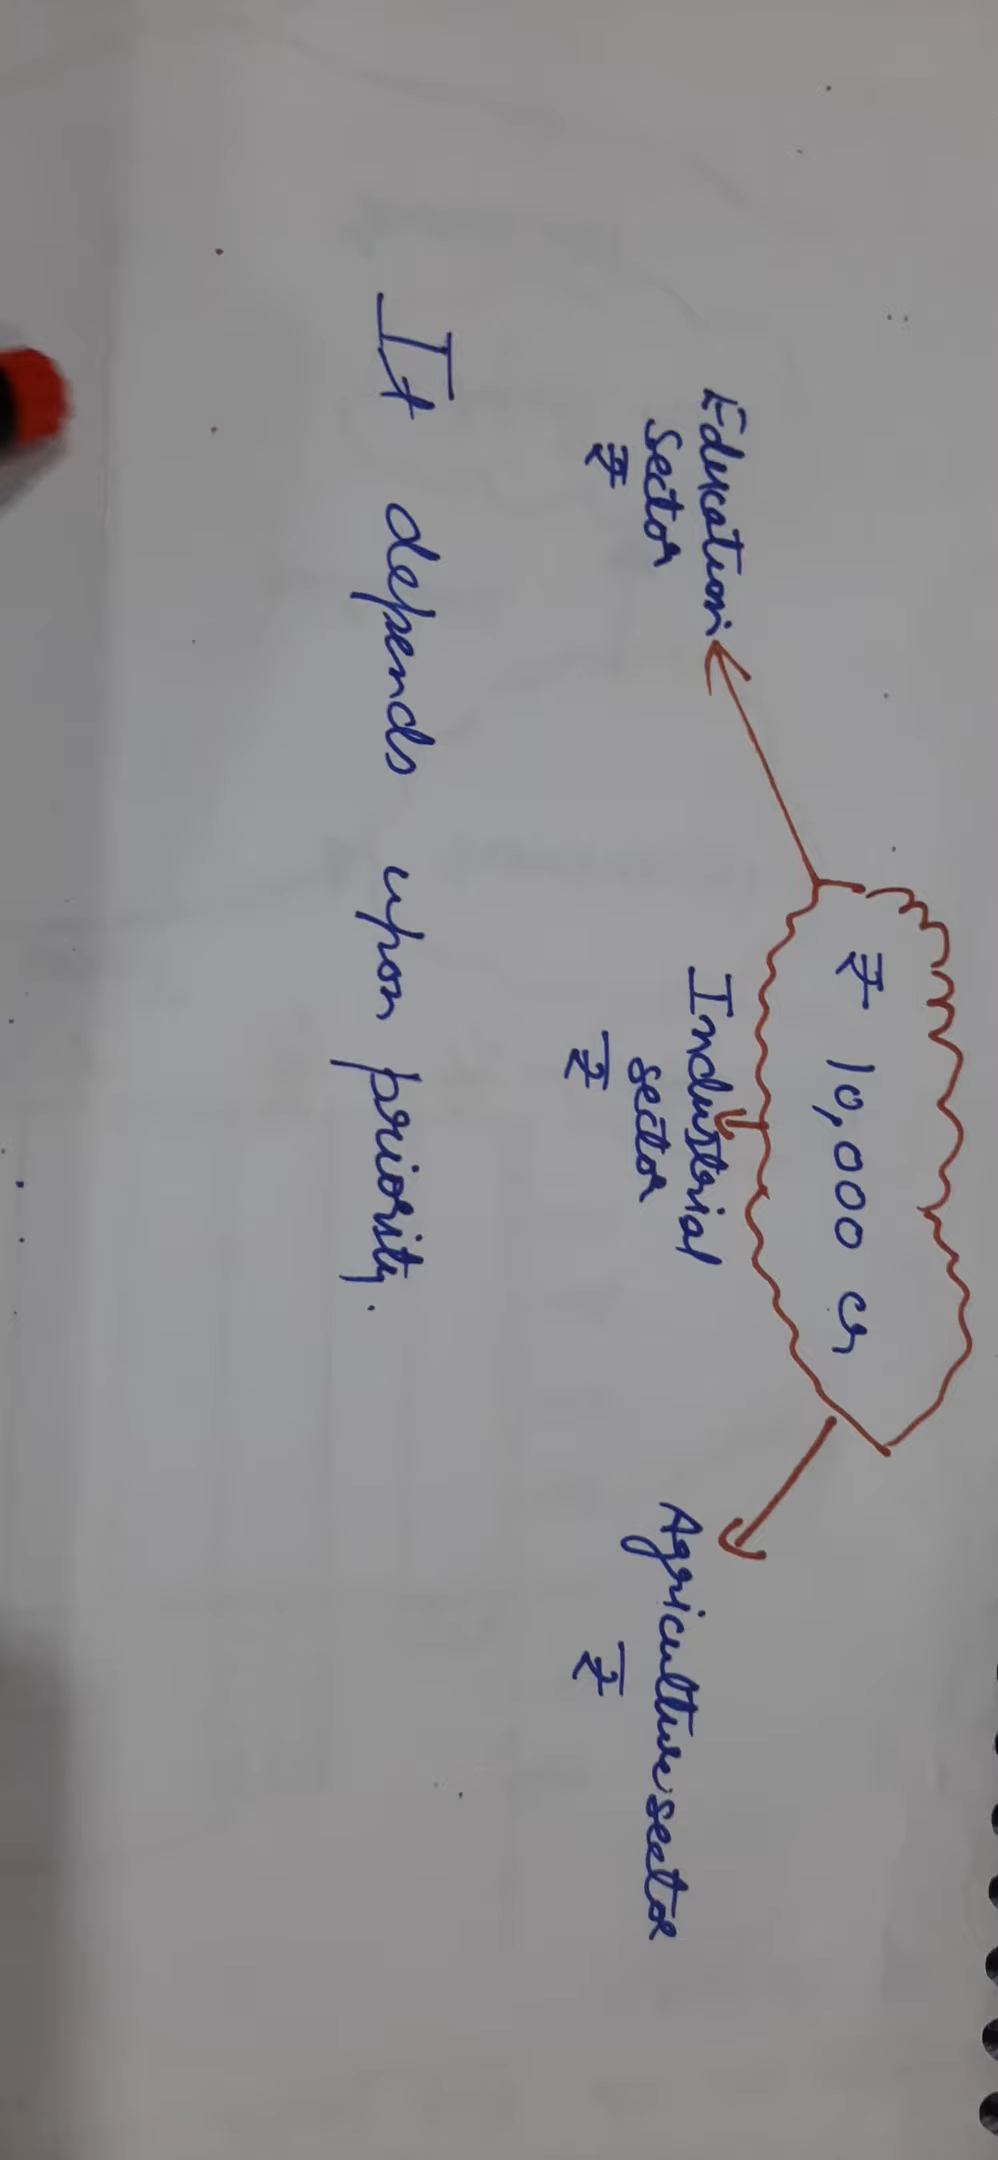 ₹ 10,000 cr
Education
sector
₹
Industrial
sector
₹
Agriculture sector
₹
It depends upon priority.